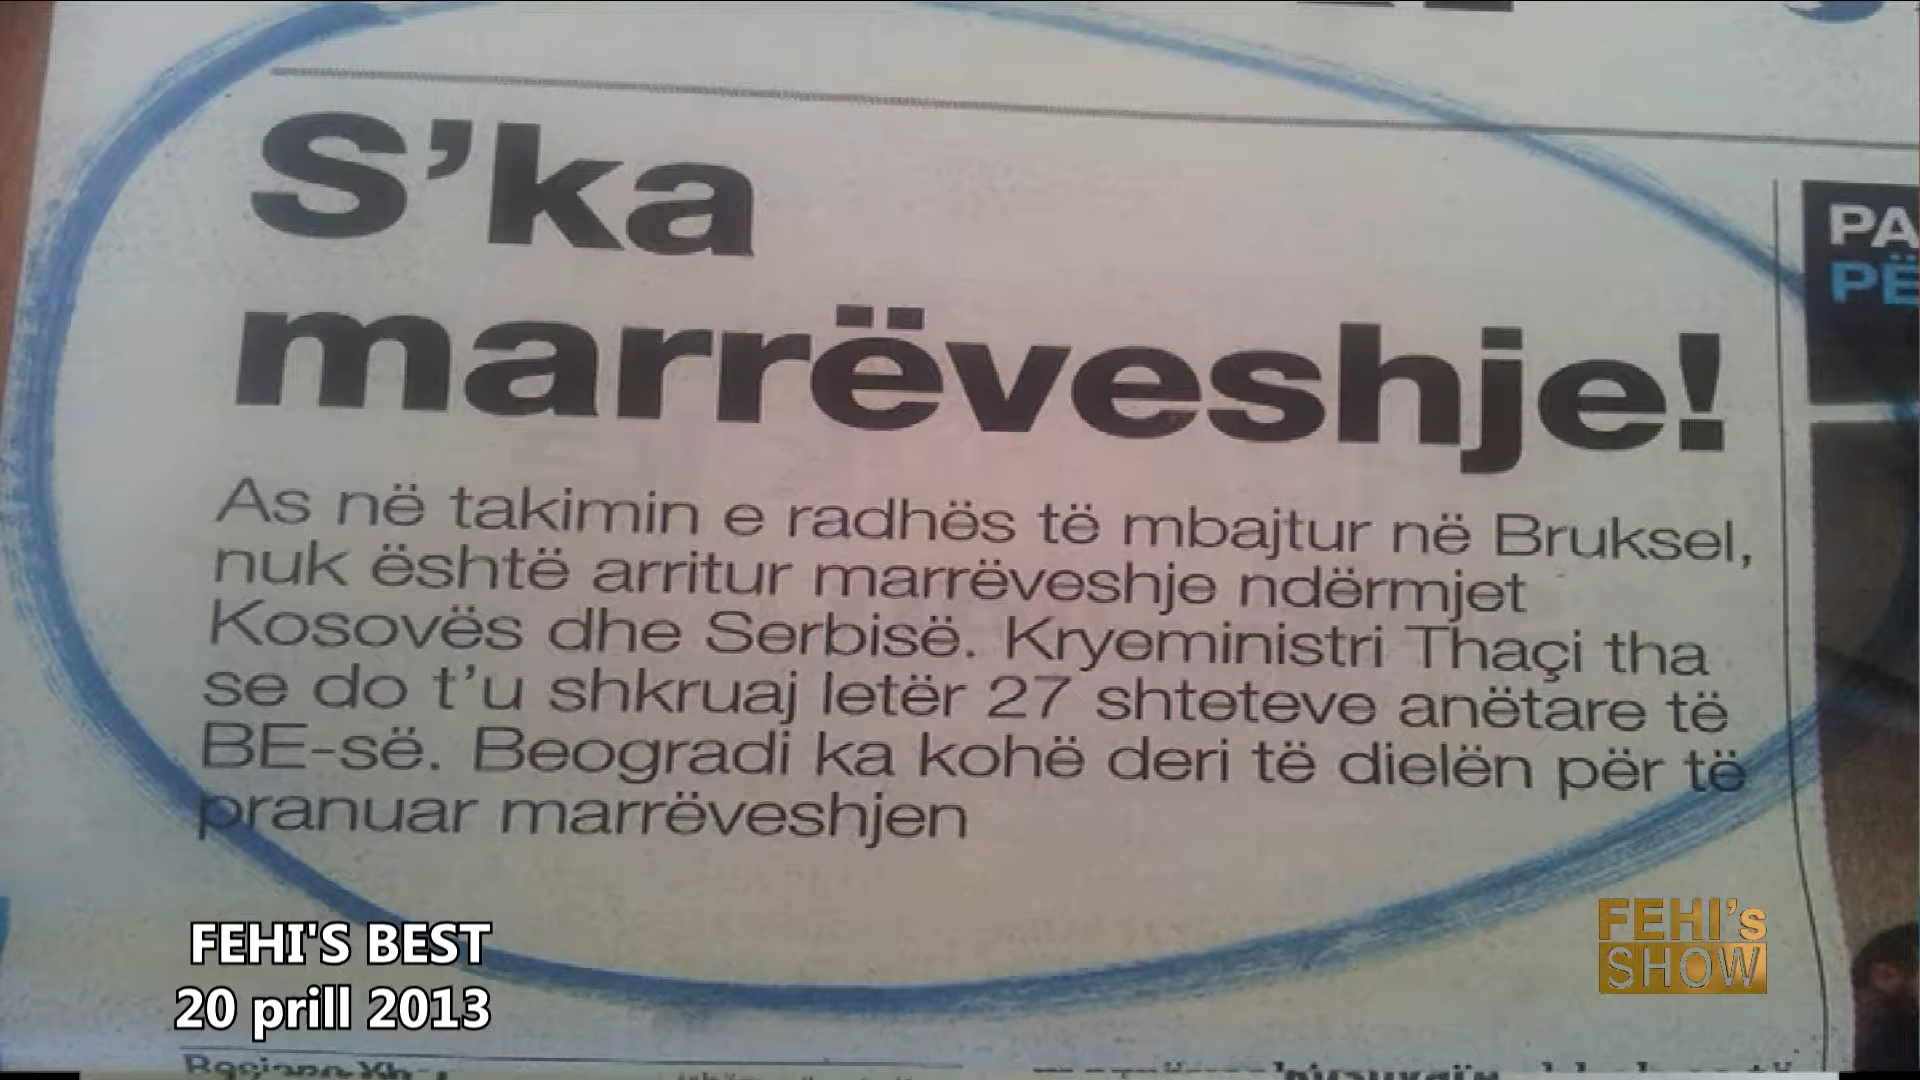 S'ka
marrëveshje!
As në takimin e radhës të mbajtur në Bruksel,
nuk është arritur marrëveshje ndërmjet
Kosovës dhe Serbisë. Kryeministri Thaçi tha
se do t'u shkruaj letër 27 shteteve anëtare të
BE-së. Beogradi ka kohë deri të dielën për të
pranuar marrëveshjen
PA
PË
FEHI'S BEST
20 prill 2013
FEHI's
SHOW